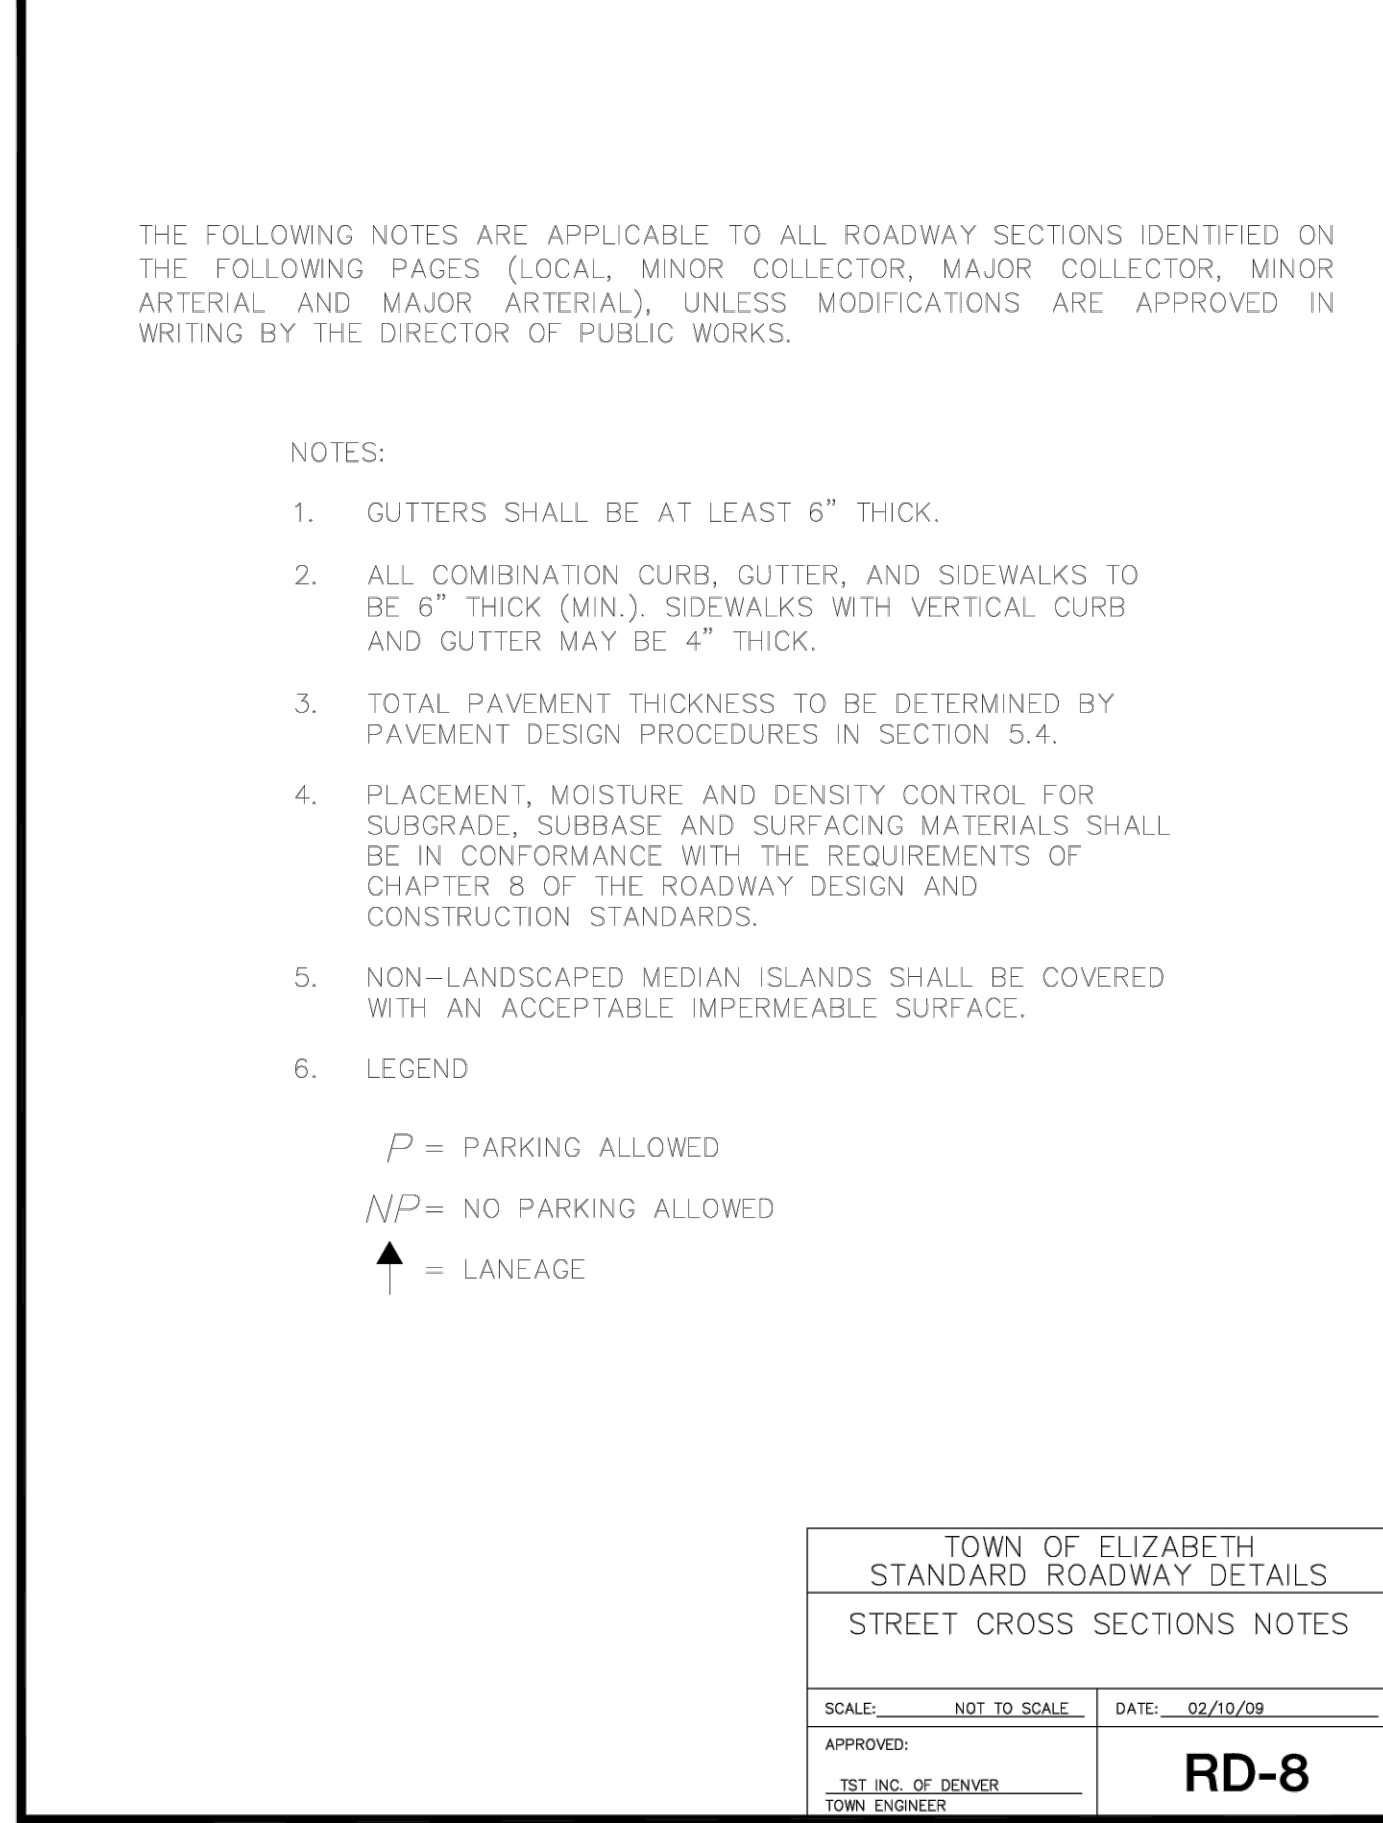 THE FOLLOWING NOTES ARE APPLICABLE TO ALL ROADWAY SECTIONS IDENTIFIED ON
THE FOLLOWING PAGES (LOCAL, MINOR COLLECTOR, MAJOR COLLECTOR, MINOR
ARTERIAL AND MAJOR ARTERIAL), UNLESS MODIFICATIONS ARE APPROVED IN
WRITING BY THE DIRECTOR OF PUBLIC WORKS.
NOTES:
1. GUTTERS SHALL BE AT LEAST 6” THICK.
2. ALL COMIBINATION CURB, GUTTER, AND SIDEWALKS TO
BE 6” THICK (MIN.). SIDEWALKS WITH VERTICAL CURB
AND GUTTER MAY BE 4” THICK.
3. TOTAL PAVEMENT THICKNESS TO BE DETERMINED BY
PAVEMENT DESIGN PROCEDURES IN SECTION 5.4.
4. PLACEMENT, MOISTURE AND DENSITY CONTROL FOR
SUBGRADE, SUBBASE AND SURFACING MATERIALS SHALL
BE IN CONFORMANCE WITH THE REQUIREMENTS OF
CHAPTER 8 OF THE ROADWAY DESIGN AND
CONSTRUCTION STANDARDS.
5. NON-LANDSCAPED MEDIAN ISLANDS SHALL BE COVERED
WITH AN ACCEPTABLE IMPERMEABLE SURFACE.
6. LEGEND
P = PARKING ALLOWED
NP = NO PARKING ALLOWED
= LANEAGE
TOWN OF ELIZABETH
STANDARD ROADWAY DETAILS
STREET CROSS SECTIONS NOTES
SCALE: NOT TO SCALE
DATE: 02/10/09
APPROVED:
TST INC. OF DENVER
TOWN ENGINEER
RD-8